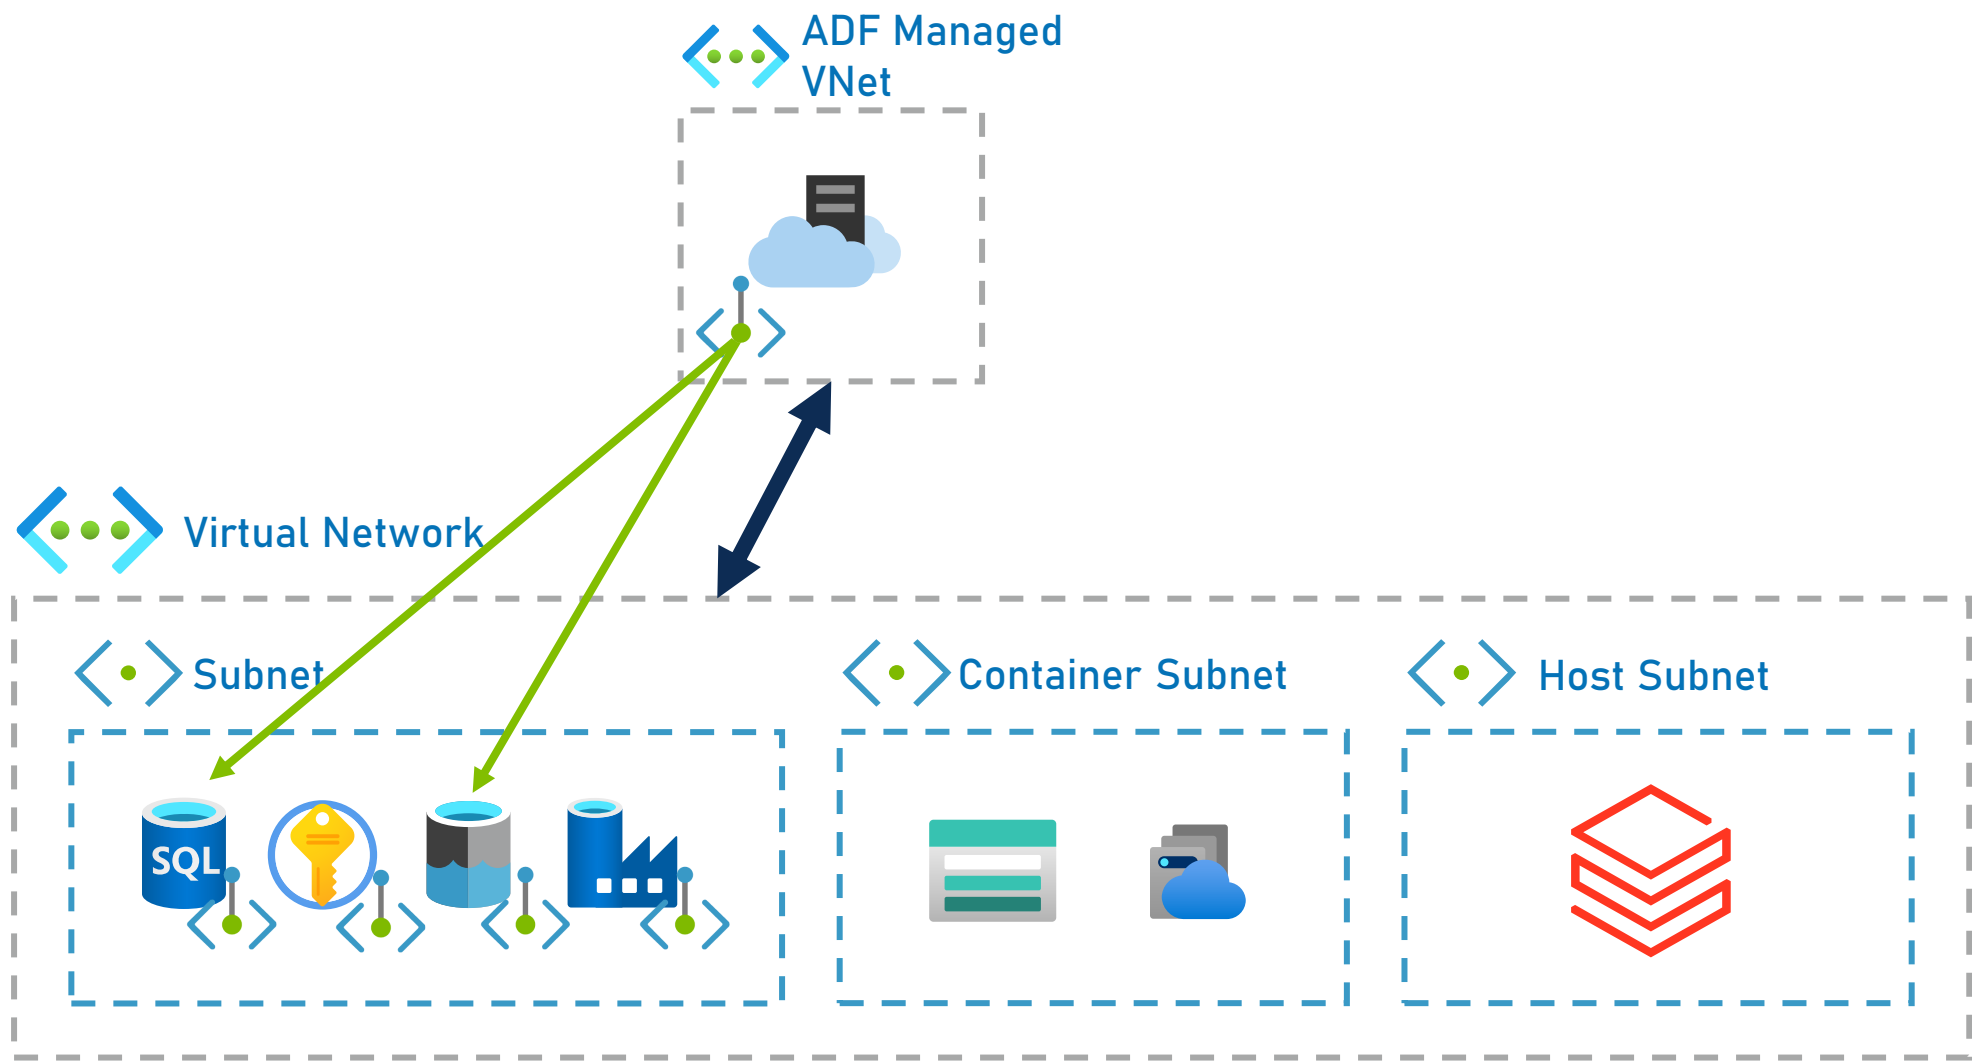 ADF Managed
VNet
Virtual Network
Subnet
Container Subnet
Host Subnet
SQL